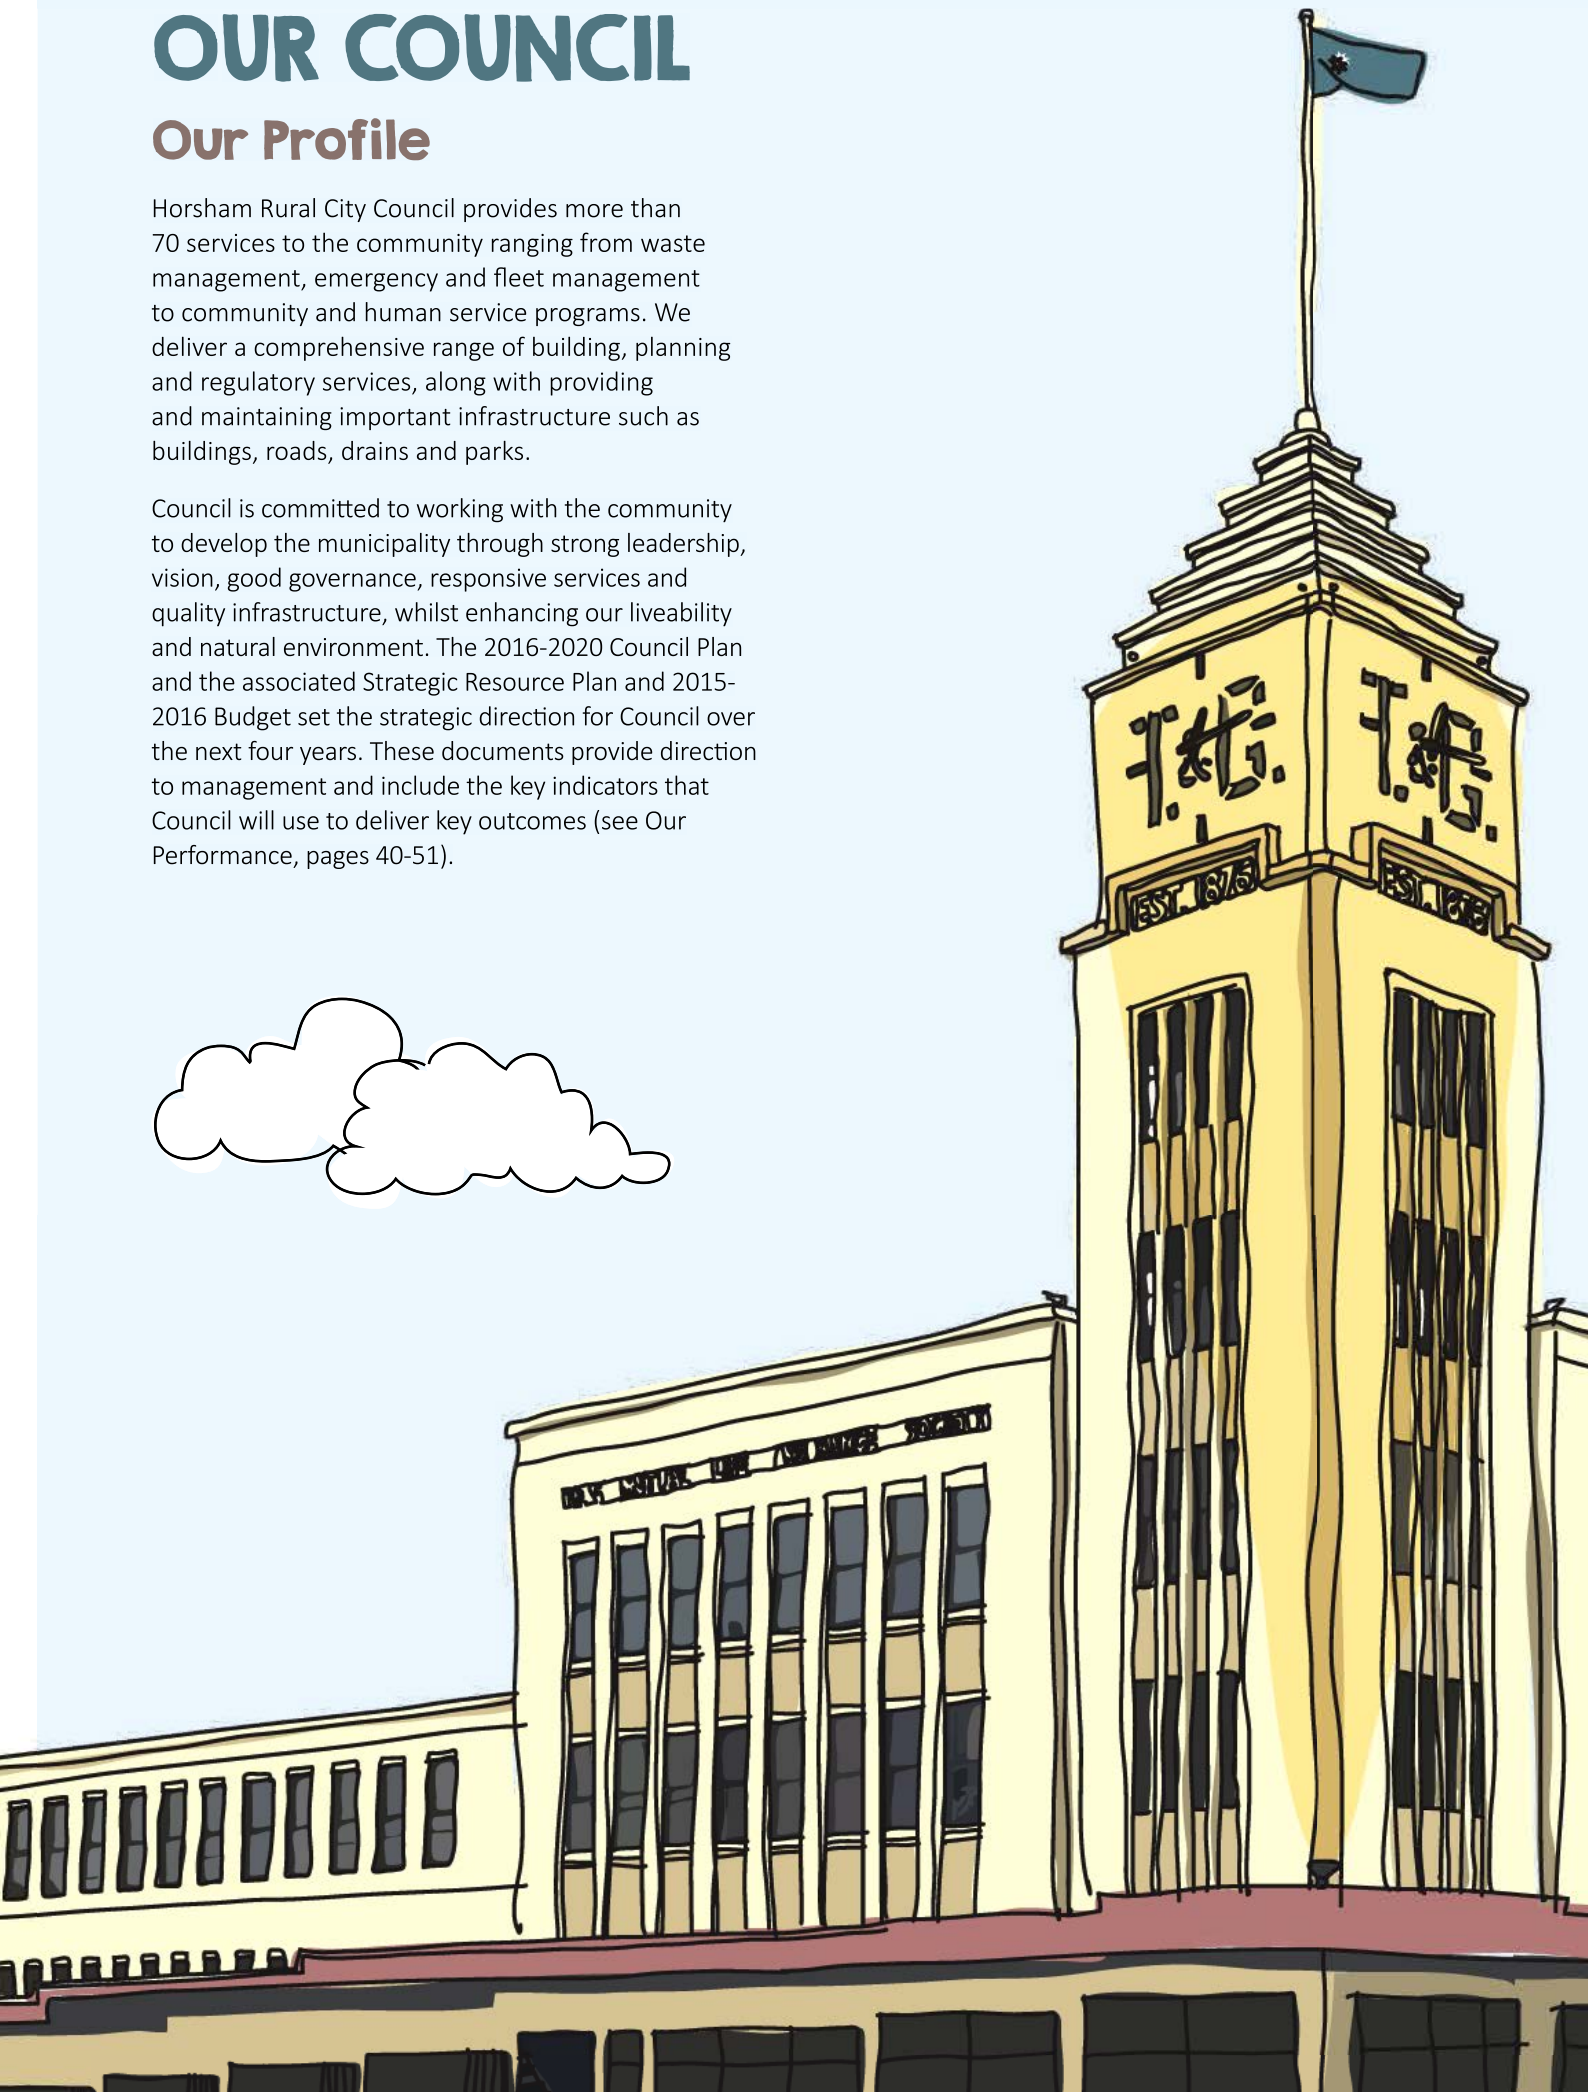 OUR COUNCIL
Our Profile
Horsham Rural City Council provides more than
70 services to the community ranging from waste
management, emergency and fleet management
to community and human service programs. We
deliver a comprehensive range of building, planning
and regulatory services, along with providing
and maintaining important infrastructure such as
buildings, roads, drains and parks.
Council is committed to working with the community
to develop the municipality through strong leadership,
vision, good governance, responsive services and
quality infrastructure, whilst enhancing our liveability
and natural environment. The 2016-2020 Council Plan
and the associated Strategic Resource Plan and 2015-
2016 Budget set the strategic direction for Council over
the next four years. These documents provide direction
to management and include the key indicators that
Council will use to deliver key outcomes (see Our
Performance, pages 40-51).
T.&G.
T.&G.
EST. 1875
EST.
MUTUAL LIFE